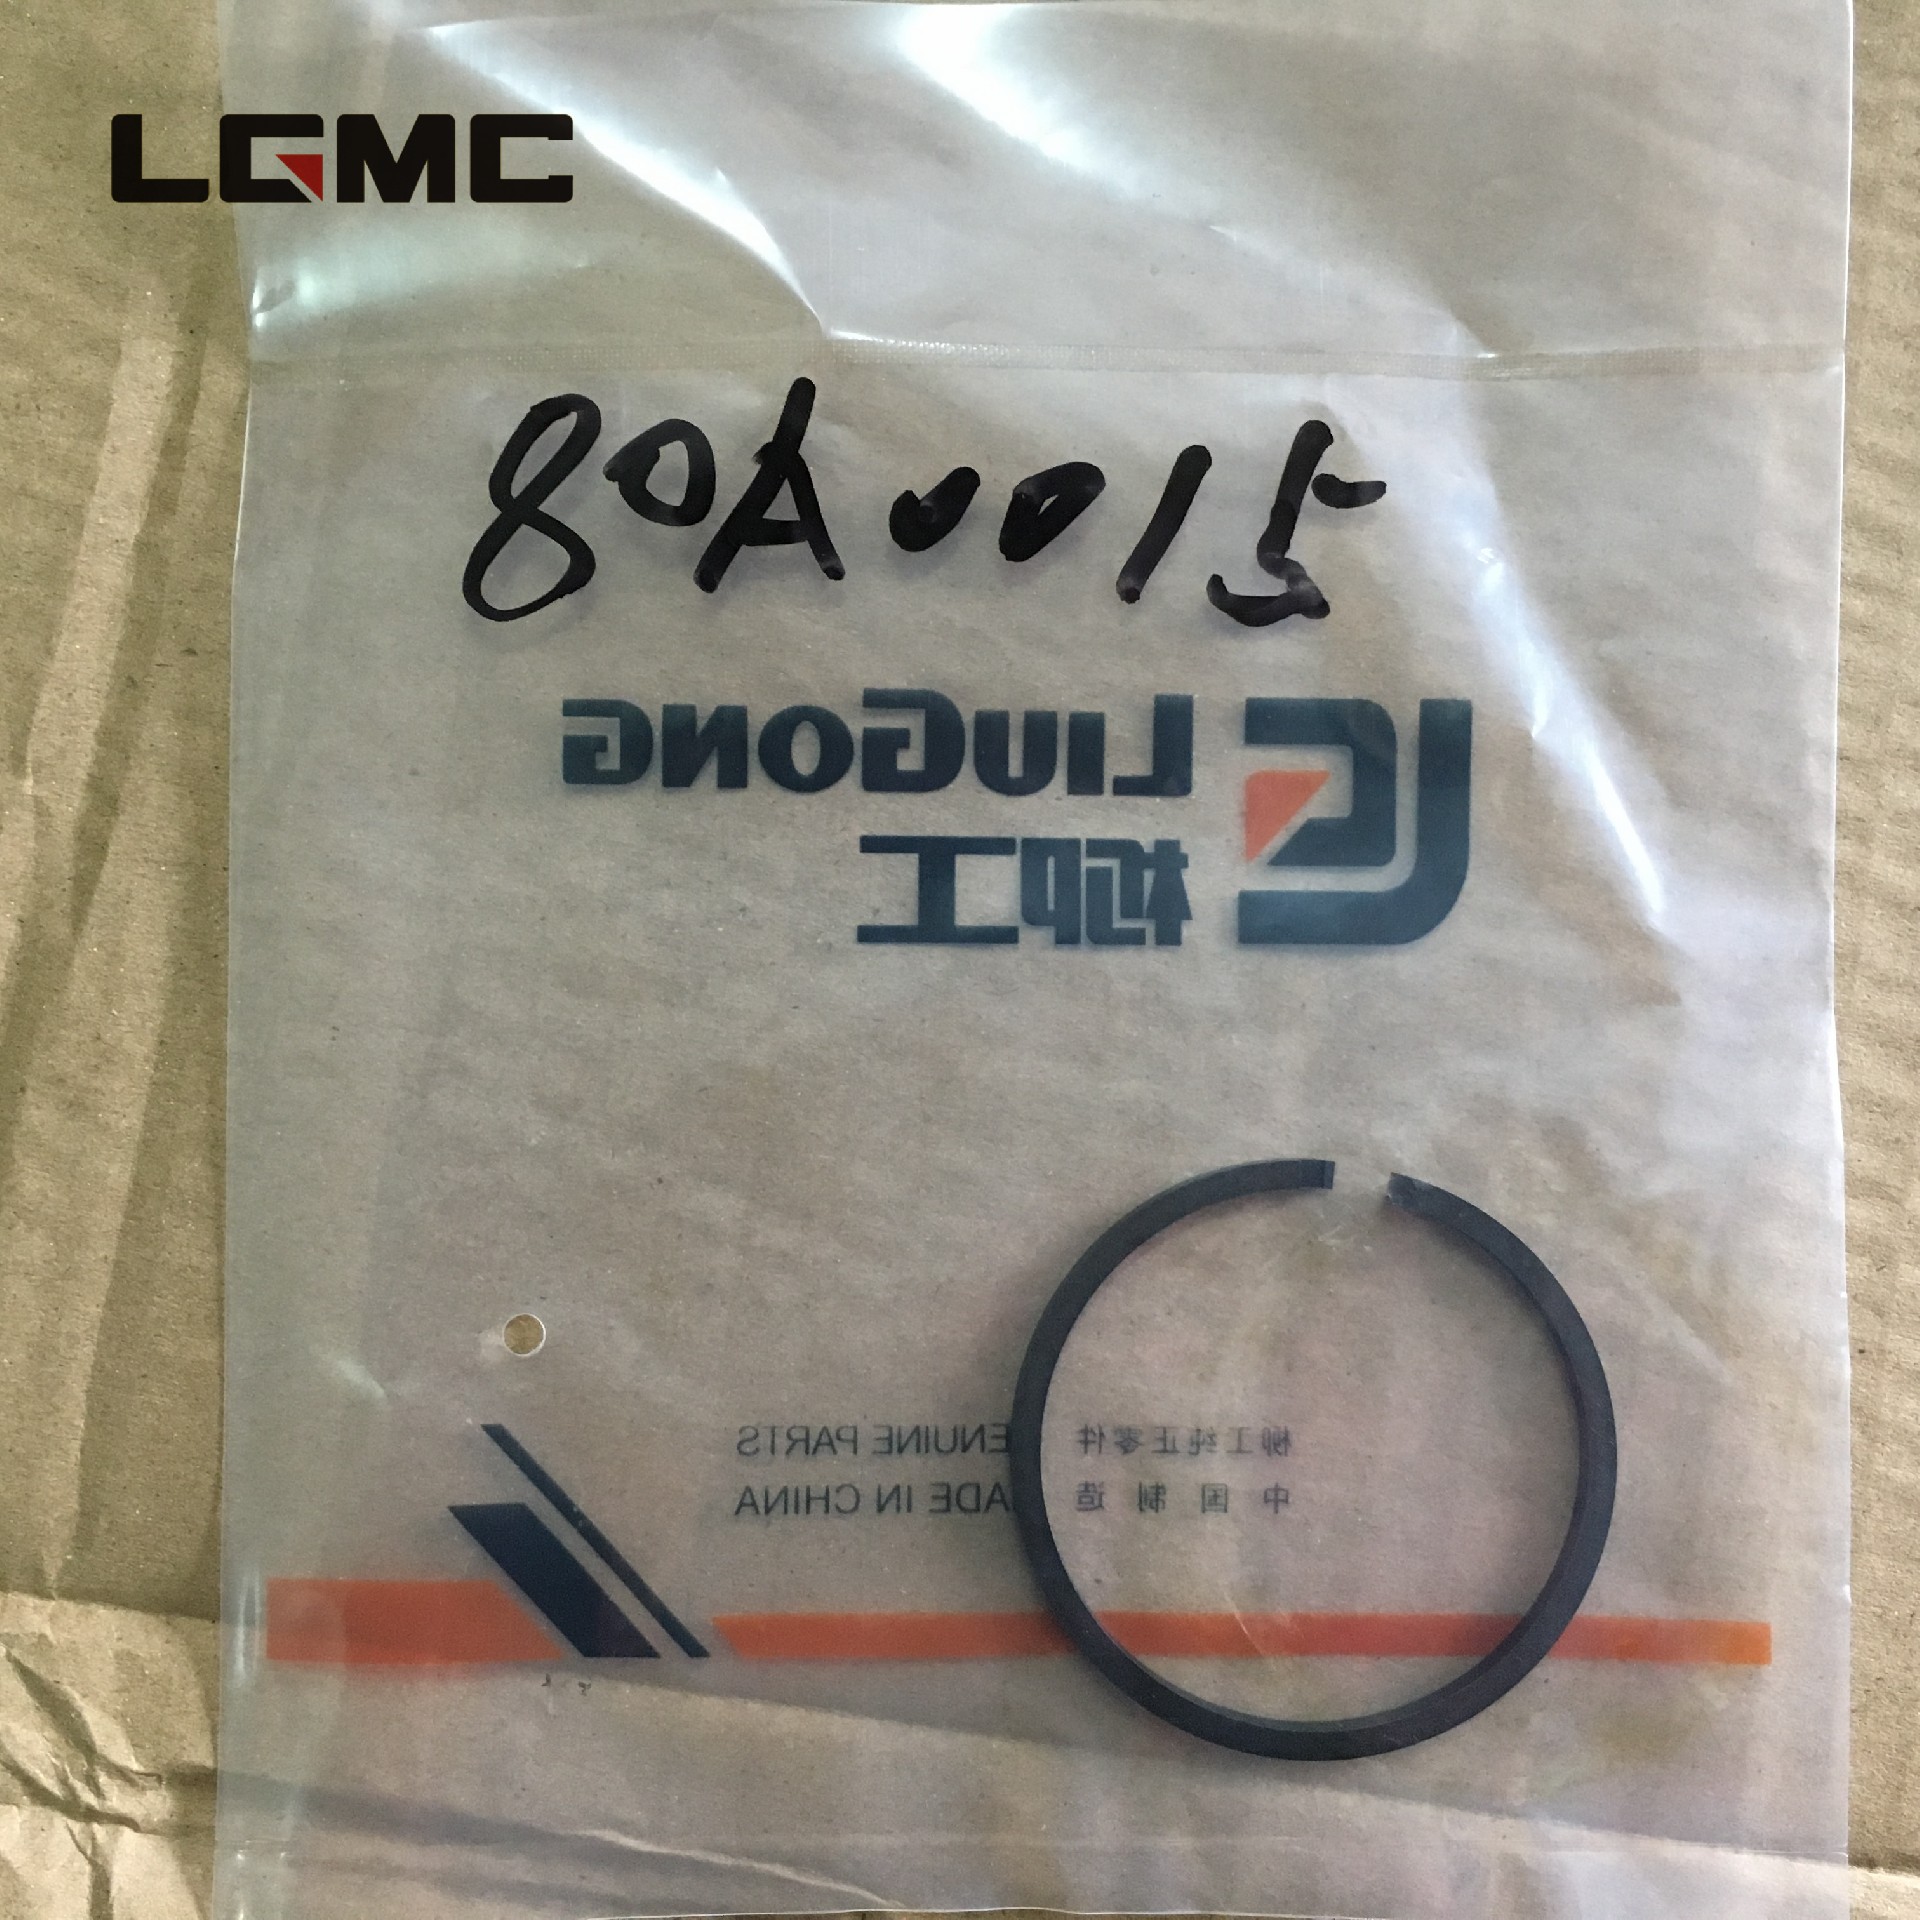 LGMC
80A0015
LIUGONG
柳工
柳工纯正零件 ENUINE PARTS
中国制造 ADE IN CHINA